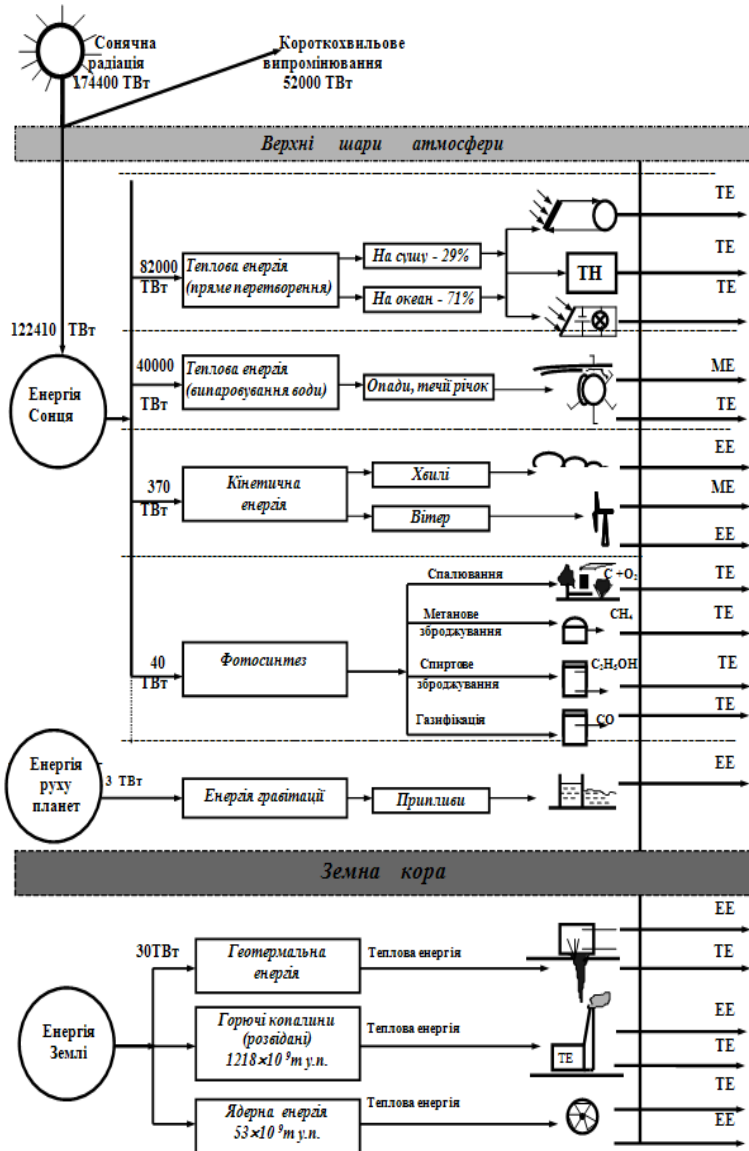 Сонячна
радіація
174400 ТВт
Короткохвильове
випромінювання
52000 ТВт
Верхні шари атмосфери
ТЕ
82000
ТВт
Теплова енергія
(пряме перетворення)
На сушу - 29%
На океан - 71%
ТН
ТЕ
ТЕ
122410 ТВт
Енергія
Сонця
40000
ТВт
Теплова енергія
(випаровування води)
Опади, течії річок
МЕ
ТЕ
370
ТВт
Кінетична
енергія
Хвилі
Вітер
ЕЕ
МЕ
ЕЕ
40
ТВт
Фотосинтез
Спалювання
C +O₂
ТЕ
Метанове
зброджування
CH₄
ТЕ
Спиртове
зброджування
C₂H₅OH
ТЕ
Газифікація
CO
ТЕ
Енергія
руху
планет
3 ТВт
Енергія гравітації
Припливи
ЕЕ
Земна кора
Енергія
Землі
30ТВт
Геотермальна
енергія
Теплова енергія
ЕЕ
ТЕ
Горючі копалини
(розвідані)
1218×10⁹т у.п.
Теплова енергія
ТЕ
ЕЕ
ТЕ
Ядерна енергія
53×10⁹т у.п.
Теплова енергія
ТЕ
ЕЕ